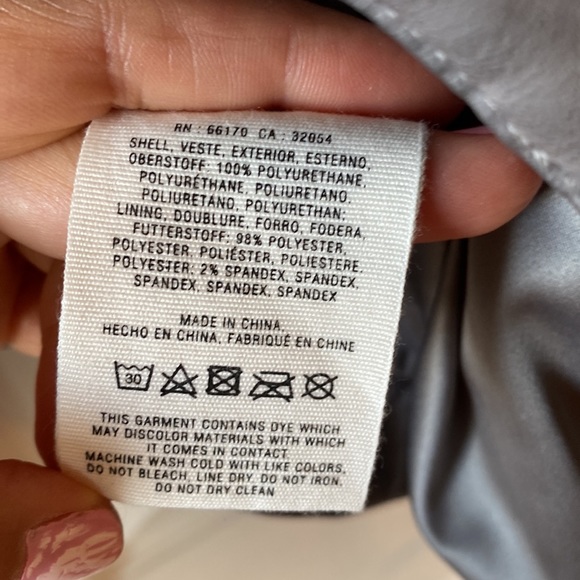 RN : 66170 CA : 32054
SHELL, VESTE, EXTERIOR, ESTERNO,
OBERSTOFF: 100% POLYURETHANE,
POLYURÉTHANE, POLIURETANO,
POLIURETANO, POLYURETHAN;
LINING, DOUBLURE, FORRO, FODERA,
FUTTERSTOFF: 98% POLYESTER,
POLYESTER, POLIÉSTER, POLIESTERE,
POLYESTER; 2% SPANDEX, SPANDEX,
SPANDEX, SPANDEX, SPANDEX
MADE IN CHINA,
HECHO EN CHINA, FABRIQUÉ EN CHINE
30
THIS GARMENT CONTAINS DYE WHICH
MAY DISCOLOR MATERIALS WITH WHICH
IT COMES IN CONTACT.
MACHINE WASH COLD WITH LIKE COLORS,
DO NOT BLEACH, LINE DRY, DO NOT IRON,
DO NOT DRY CLEAN